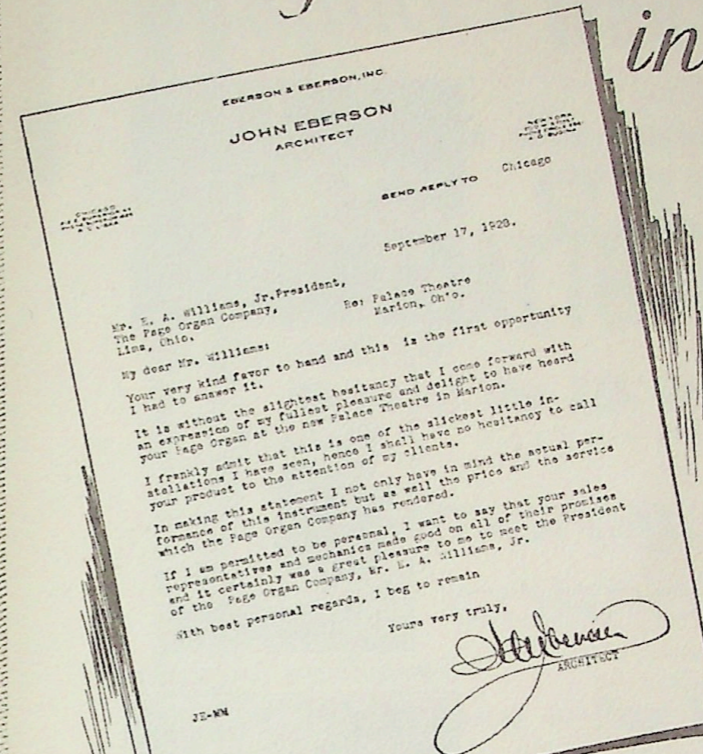 in
EBERSON & EBERSON, INC.
JOHN EBERSON
ARCHITECT
NEW YORK
CHICAGO
SEND REPLY TO Chicago
September 17, 1928.
Mr. E. A. Williams, Jr. President,
The Page Organ Company,
Lima, Ohio.
Re: Palace Theatre
Marion, Oh'o.
My dear Mr. Williams:
Your very kind favor to hand and this is the first opportunity
I had to answer it.
It is without the slightest hesitancy that I come forward with
an expression of my fullest pleasure and delight to have heard
your Page Organ at the new Palace Theatre in Marion.
I frankly admit that this is one of the slickest little in-
stallations I have seen, hence I shall have no hesitancy to call
your product to the attention of my clients.
In making this statement I not only have in mind the actual per-
formance of this instrument but as well the price and the service
which the Page Organ Company has rendered.
If I am permitted to be personal, I want to say that your sales
representatives and mechanics made good on all of their promises
and it certainly was a great pleasure to me to meet the President
of the Page Organ Company, Mr. E. A. Williams, Jr.
With best personal regards, I beg to remain
Yours very truly,
John Eberson
ARCHITECT
JE-MM